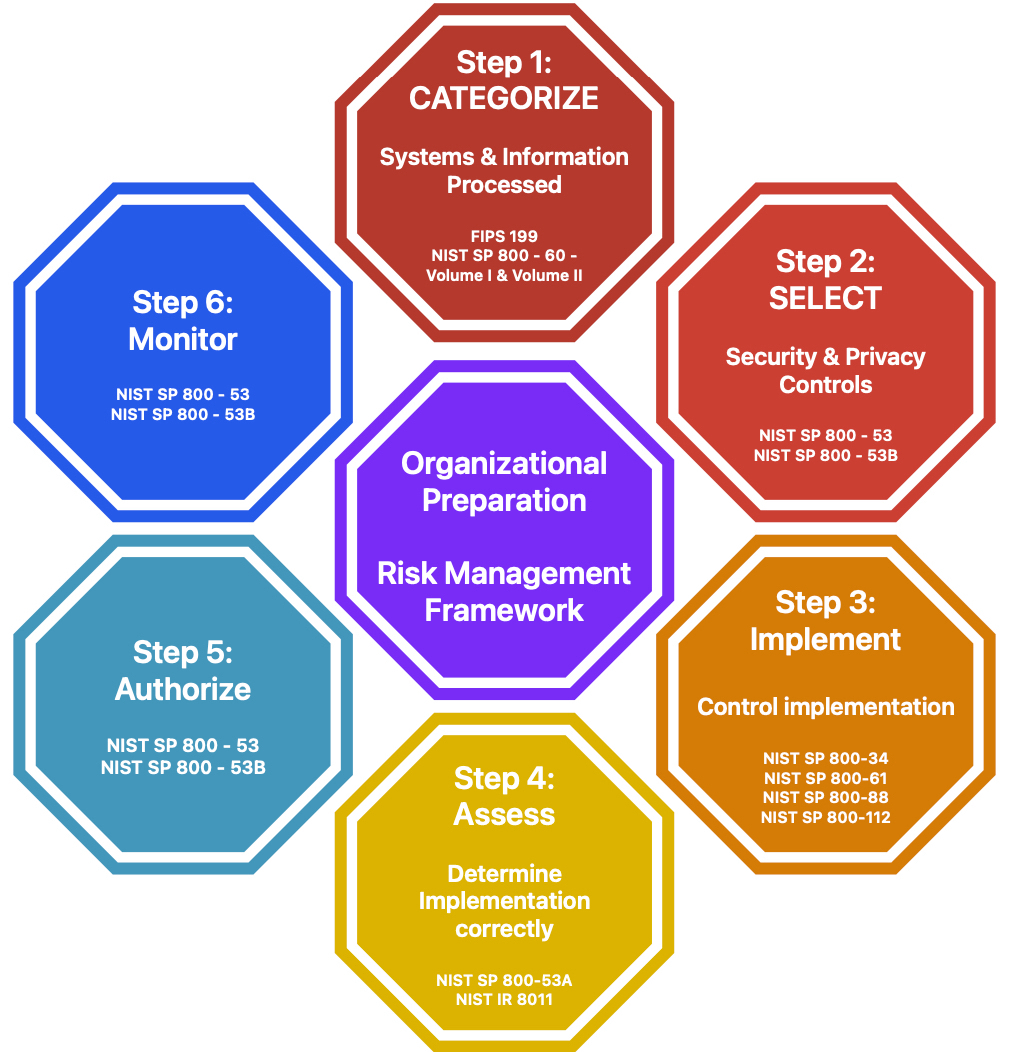 Step 1:
CATEGORIZE
Systems & Information
Processed
FIPS 199
NIST SP 800 - 60 -
Volume I & Volume II
Step 2:
SELECT
Security & Privacy
Controls
NIST SP 800 - 53
NIST SP 800 - 53B
Step 3:
Implement
Control implementation
NIST SP 800-34
NIST SP 800-61
NIST SP 800-88
NIST SP 800-112
Step 4:
Assess
Determine
Implementation
correctly
NIST SP 800-53A
NIST IR 8011
Step 5:
Authorize
NIST SP 800 - 53
NIST SP 800 - 53B
Step 6:
Monitor
NIST SP 800 - 53
NIST SP 800 - 53B
Organizational
Preparation
Risk Management
Framework